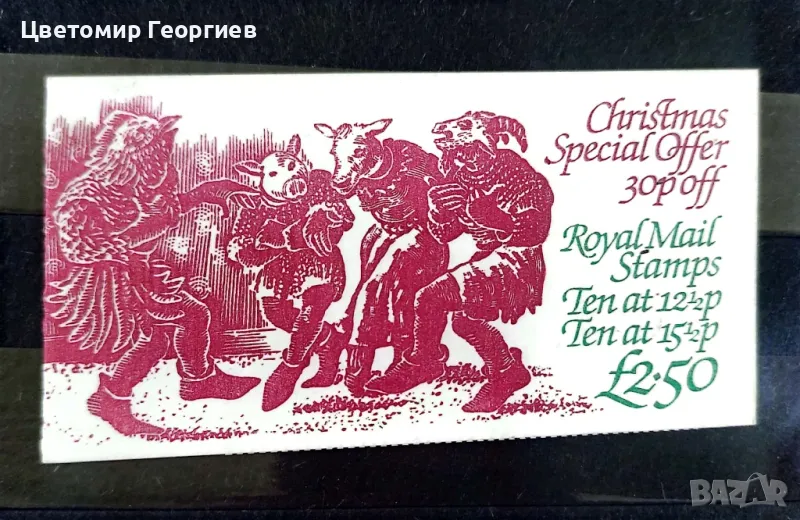 Цветомир Георгиев
Christmas
Special Offer
30p off
Royal Mail
Stamps
Ten at 12½p
Ten at 15½p
£2·50
BAZAR